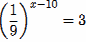 (1/9)^{x−10} = 3